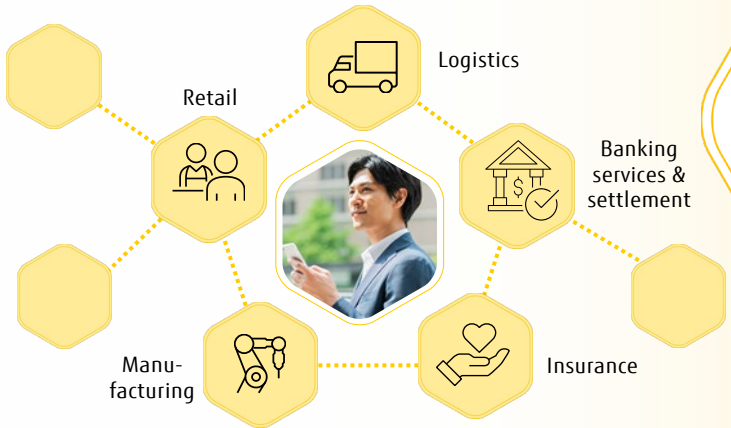 Logistics
Retail
Banking
services &
settlement
$
Manu-
facturing
Insurance